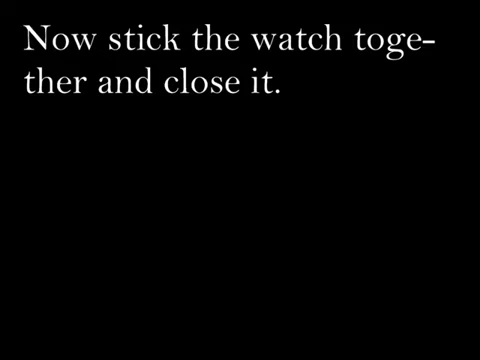 Now stick the watch toge-
ther and close it.